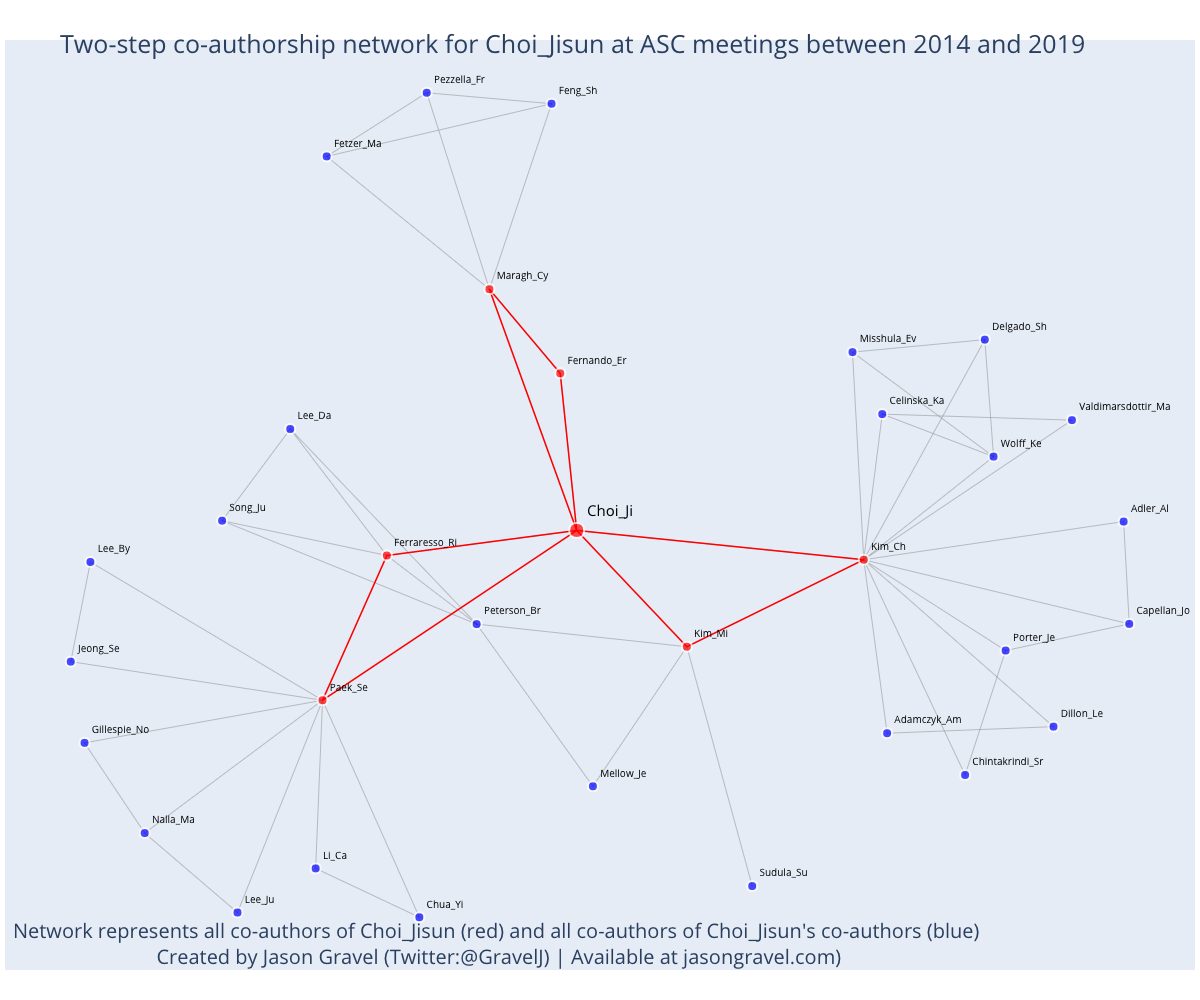 Two-step co-authorship network for Choi_Jisun at ASC meetings between 2014 and 2019
Pezzella_Fr
Feng_Sh
Fetzer_Ma
Maragh_Cy
Delgado_Sh
Misshula_Ev
Fernando_Er
Celinska_Ka
Valdimarsdottir_Ma
Lee_Da
Wolff_Ke
Song_Ju
Choi_Ji
Adler_Al
Ferraresso_Ri
Kim_Ch
Lee_By
Peterson_Br
Capellan_Jo
Kim_Mi
Porter_Je
Jeong_Se
Paek_Se
Dillon_Le
Adamczyk_Am
Gillespie_No
Chintakrindi_Sr
Mellow_Je
Nalla_Ma
Li_Ca
Sudula_Su
Lee_Ju
Chua_Yi
Network represents all co-authors of Choi_Jisun (red) and all co-authors of Choi_Jisun's co-authors (blue)
Created by Jason Gravel (Twitter:@GravelJ) | Available at jasongravel.com)